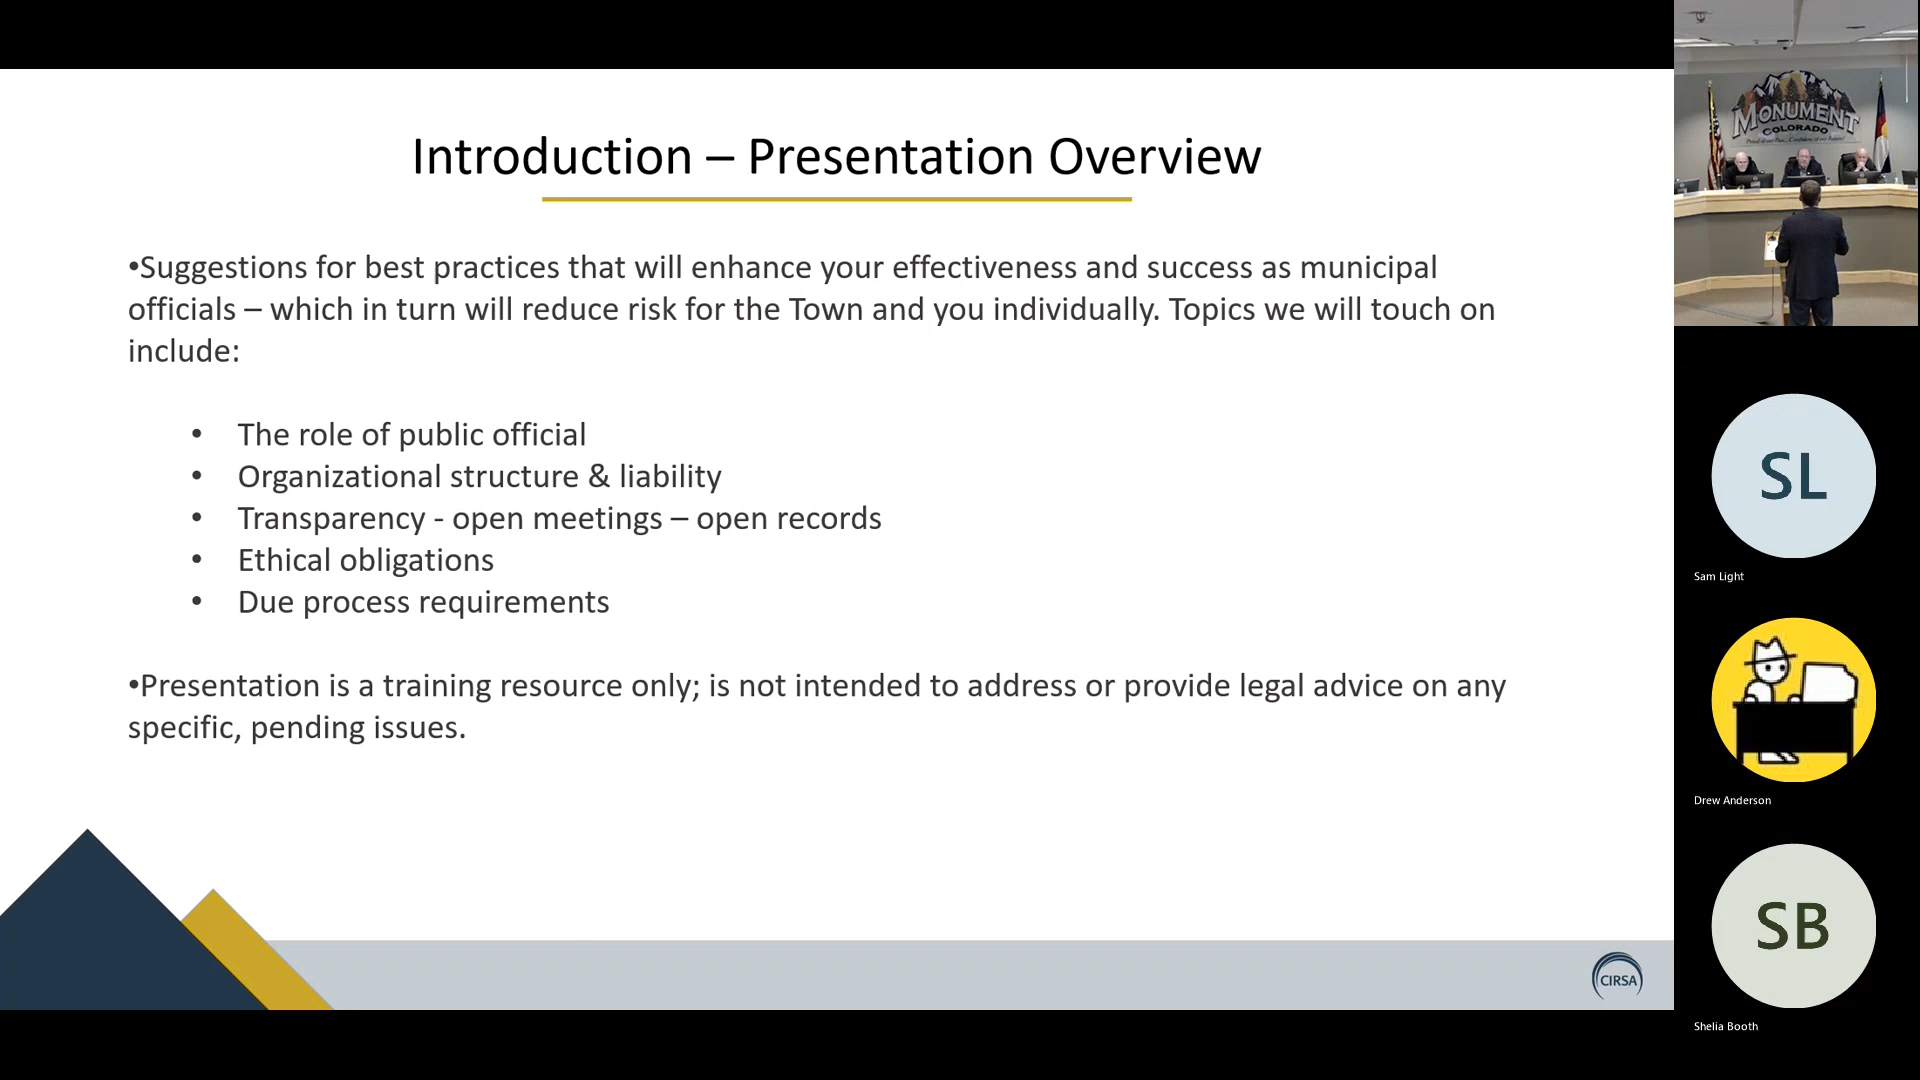 Introduction – Presentation Overview
•Suggestions for best practices that will enhance your effectiveness and success as municipal
officials – which in turn will reduce risk for the Town and you individually. Topics we will touch on
include:
• The role of public official
• Organizational structure & liability
• Transparency - open meetings – open records
• Ethical obligations
• Due process requirements
•Presentation is a training resource only; is not intended to address or provide legal advice on any
specific, pending issues.
CIRSA
MONUMENT
COLORADO
SL
Sam Light
Drew Anderson
SB
Shelia Booth